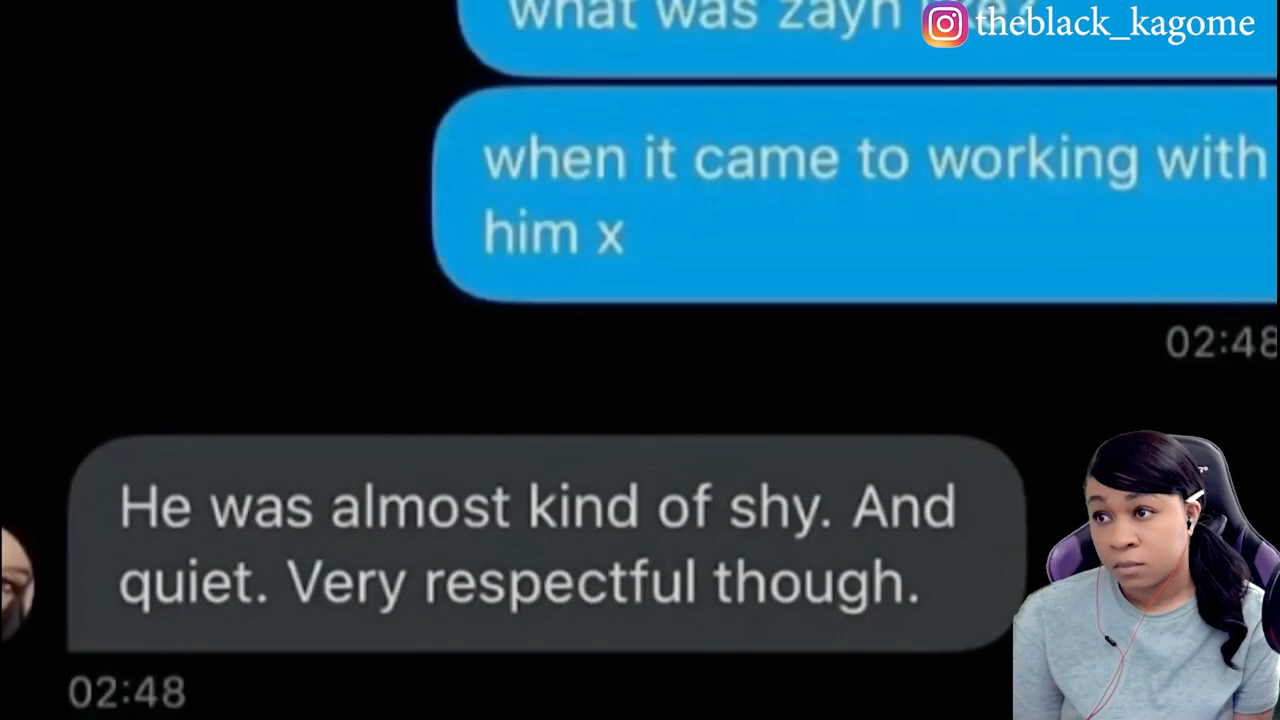 what was zayn
theblack_kagome
when it came to working with
him x
02:48
He was almost kind of shy. And
quiet. Very respectful though.
02:48